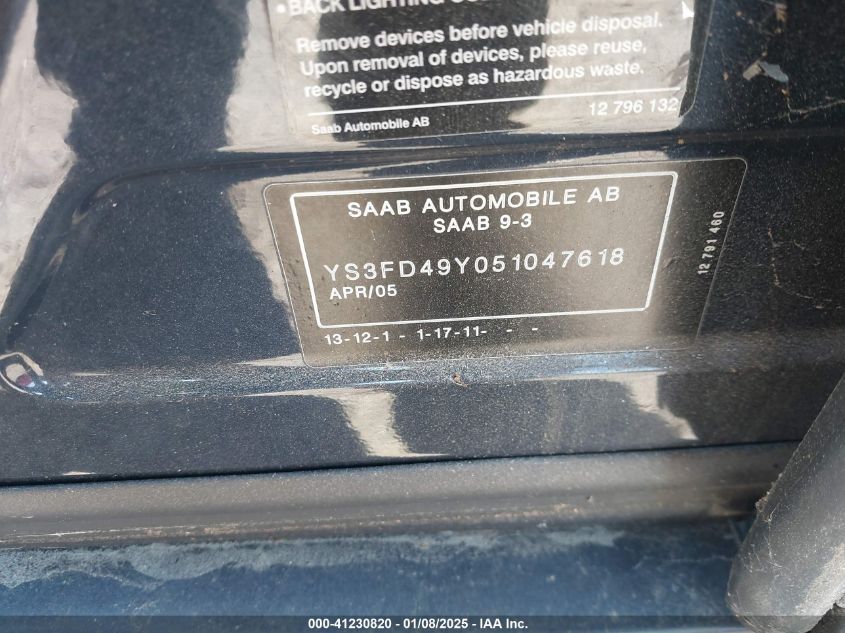 • BACK LIGHTING
Remove devices before vehicle disposal.
Upon removal of devices, please reuse,
recycle or dispose as hazardous waste.
12 796 132
Saab Automobile AB
SAAB AUTOMOBILE AB
SAAB 9-3
YS3FD49Y051047618
APR/05
13-12-1 - 1-17-11- - -
12 791 460
000-41230820 - 01/08/2025 - IAA Inc.